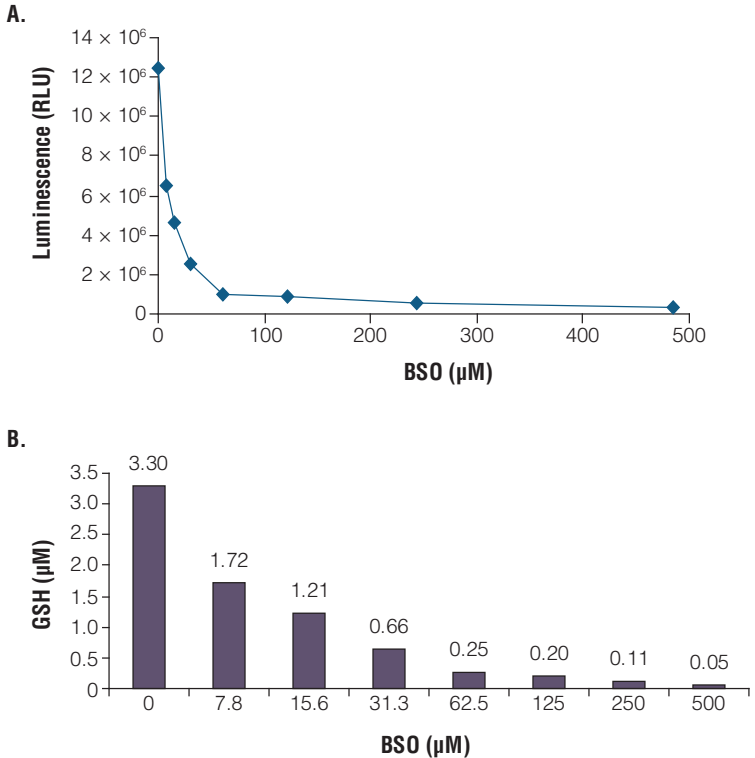 A.
14 × 10⁶
12 × 10⁶
10 × 10⁶
8 × 10⁶
6 × 10⁶
4 × 10⁶
2 × 10⁶
0
Luminescence (RLU)
0 100 200 300 400 500
BSO (µM)
B.
3.5
3.0
2.5
2.0
1.5
1.0
0.5
0
GSH (µM)
3.30
1.72
1.21
0.66
0.25
0.20
0.11
0.05
0 7.8 15.6 31.3 62.5 125 250 500
BSO (µM)